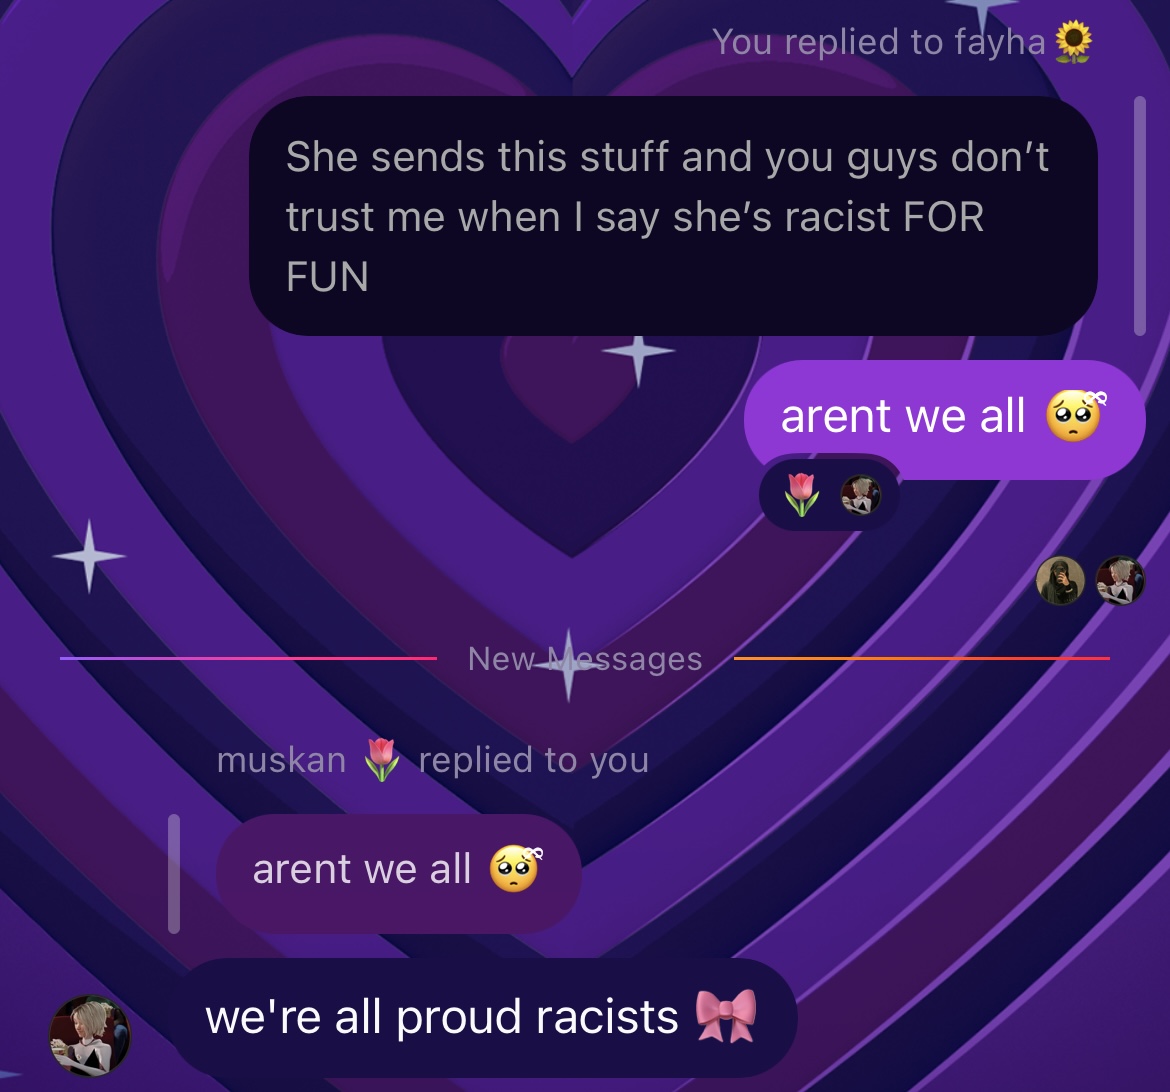 You replied to fayha🌻
She sends this stuff and you guys don’t
trust me when I say she’s racist FOR
FUN
arent we all 🥺
New Messages
muskan 🌷 replied to you
arent we all 🥺
we're all proud racists 🎀